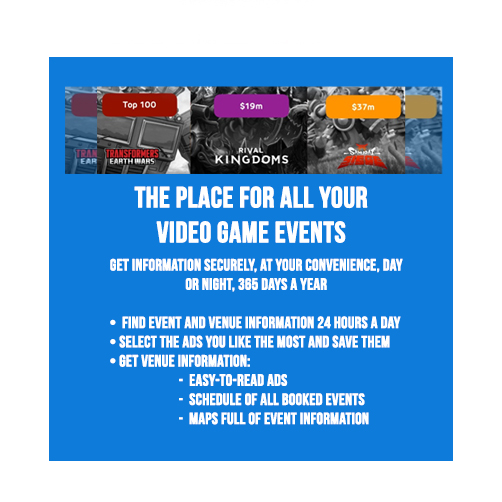 Top 100
$19m
$37m
TRAN
EAR
TRANSFORMERS
EARTH WARS
RIVAL
KINGDOMS
THE PLACE FOR ALL YOUR
VIDEO GAME EVENTS
GET INFORMATION SECURELY, AT YOUR CONVENIENCE, DAY
OR NIGHT, 365 DAYS A YEAR
• FIND EVENT AND VENUE INFORMATION 24 HOURS A DAY
• SELECT THE ADS YOU LIKE THE MOST AND SAVE THEM
• GET VENUE INFORMATION:
- EASY-TO-READ ADS
- SCHEDULE OF ALL BOOKED EVENTS
- MAPS FULL OF EVENT INFORMATION